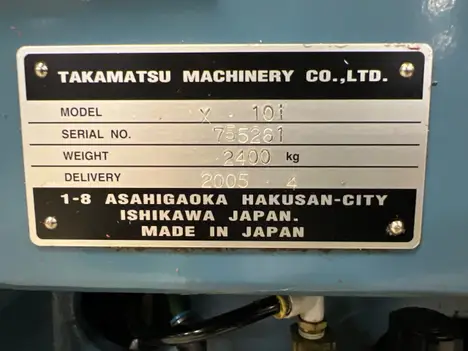 TAKAMATSU MACHINERY CO.,LTD.
MODEL X - 10i
SERIAL NO. 755261
WEIGHT 2400 kg
DELIVERY 2005 4
1-8 ASAHIGAOKA HAKUSAN-CITY
ISHIKAWA JAPAN.
MADE IN JAPAN